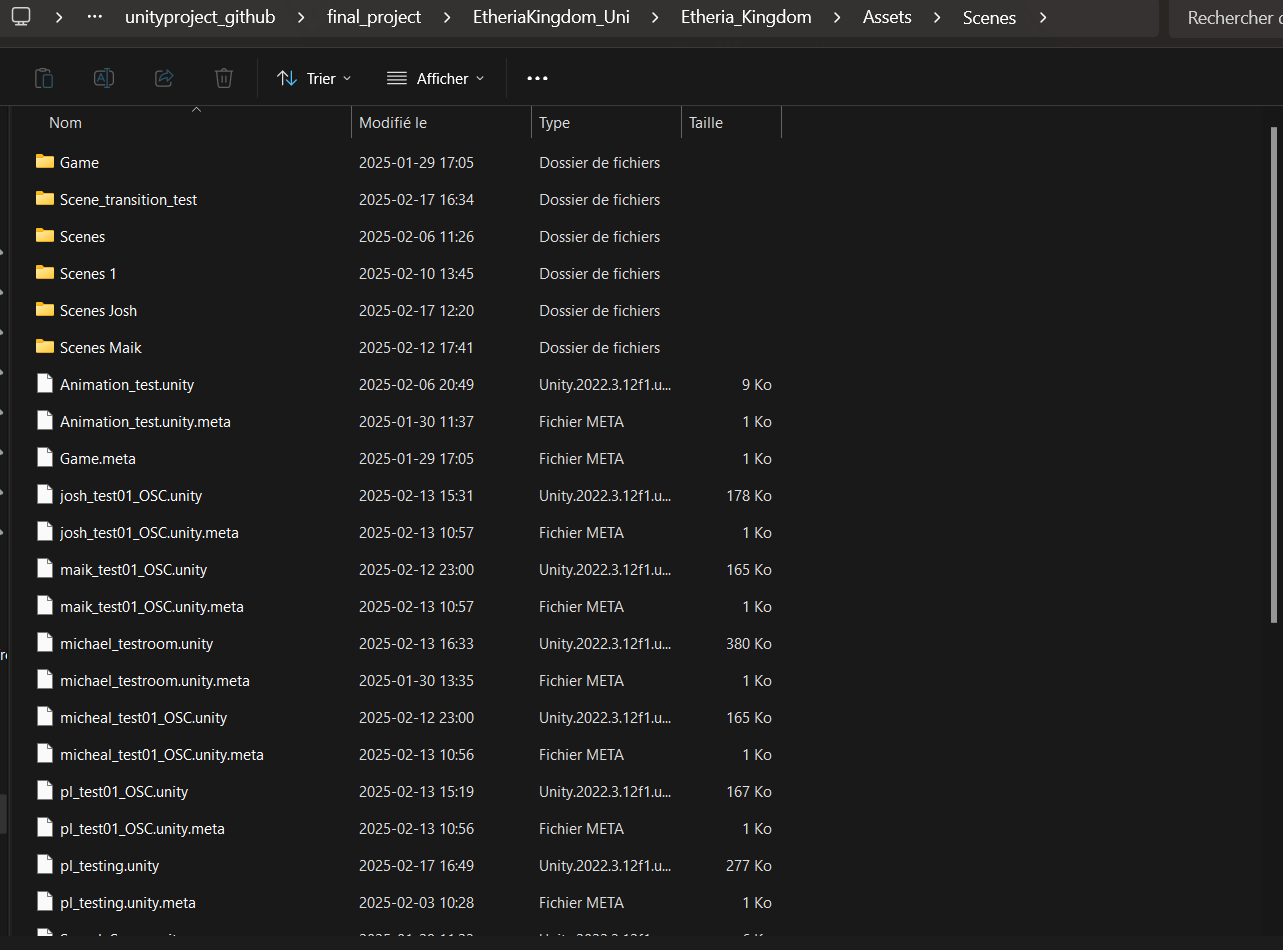 unityproject_github > final_project > EtheriaKingdom_Uni > Etheria_Kingdom > Assets > Scenes >
Rechercher
Trier
Afficher
Nom Modifié le Type Taille
Game 2025-01-29 17:05 Dossier de fichiers
Scene_transition_test 2025-02-17 16:34 Dossier de fichiers
Scenes 2025-02-06 11:26 Dossier de fichiers
Scenes 1 2025-02-10 13:45 Dossier de fichiers
Scenes Josh 2025-02-17 12:20 Dossier de fichiers
Scenes Maik 2025-02-12 17:41 Dossier de fichiers
Animation_test.unity 2025-02-06 20:49 Unity.2022.3.12f1.u... 9 Ko
Animation_test.unity.meta 2025-01-30 11:37 Fichier META 1 Ko
Game.meta 2025-01-29 17:05 Fichier META 1 Ko
josh_test01_OSC.unity 2025-02-13 15:31 Unity.2022.3.12f1.u... 178 Ko
josh_test01_OSC.unity.meta 2025-02-13 10:57 Fichier META 1 Ko
maik_test01_OSC.unity 2025-02-12 23:00 Unity.2022.3.12f1.u... 165 Ko
maik_test01_OSC.unity.meta 2025-02-13 10:57 Fichier META 1 Ko
michael_testroom.unity 2025-02-13 16:33 Unity.2022.3.12f1.u... 380 Ko
michael_testroom.unity.meta 2025-01-30 13:35 Fichier META 1 Ko
micheal_test01_OSC.unity 2025-02-12 23:00 Unity.2022.3.12f1.u... 165 Ko
micheal_test01_OSC.unity.meta 2025-02-13 10:56 Fichier META 1 Ko
pl_test01_OSC.unity 2025-02-13 15:19 Unity.2022.3.12f1.u... 167 Ko
pl_test01_OSC.unity.meta 2025-02-13 10:56 Fichier META 1 Ko
pl_testing.unity 2025-02-17 16:49 Unity.2022.3.12f1.u... 277 Ko
pl_testing.unity.meta 2025-02-03 10:28 Fichier META 1 Ko